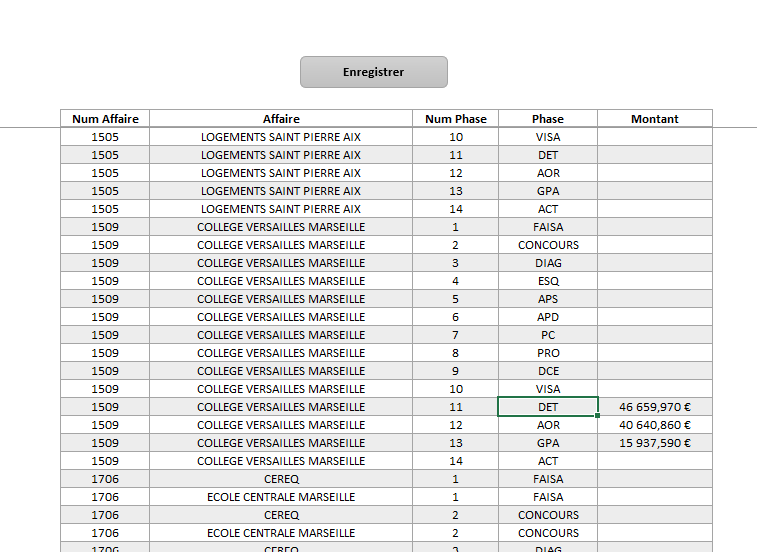 Enregistrer
Num Affaire Affaire Num Phase Phase Montant
1505 LOGEMENTS SAINT PIERRE AIX 10 VISA
1505 LOGEMENTS SAINT PIERRE AIX 11 DET
1505 LOGEMENTS SAINT PIERRE AIX 12 AOR
1505 LOGEMENTS SAINT PIERRE AIX 13 GPA
1505 LOGEMENTS SAINT PIERRE AIX 14 ACT
1509 COLLEGE VERSAILLES MARSEILLE 1 FAISA
1509 COLLEGE VERSAILLES MARSEILLE 2 CONCOURS
1509 COLLEGE VERSAILLES MARSEILLE 3 DIAG
1509 COLLEGE VERSAILLES MARSEILLE 4 ESQ
1509 COLLEGE VERSAILLES MARSEILLE 5 APS
1509 COLLEGE VERSAILLES MARSEILLE 6 APD
1509 COLLEGE VERSAILLES MARSEILLE 7 PC
1509 COLLEGE VERSAILLES MARSEILLE 8 PRO
1509 COLLEGE VERSAILLES MARSEILLE 9 DCE
1509 COLLEGE VERSAILLES MARSEILLE 10 VISA
1509 COLLEGE VERSAILLES MARSEILLE 11 DET 46 659,970 €
1509 COLLEGE VERSAILLES MARSEILLE 12 AOR 40 640,860 €
1509 COLLEGE VERSAILLES MARSEILLE 13 GPA 15 937,590 €
1509 COLLEGE VERSAILLES MARSEILLE 14 ACT
1706 CEREQ 1 FAISA
1706 ECOLE CENTRALE MARSEILLE 1 FAISA
1706 CEREQ 2 CONCOURS
1706 ECOLE CENTRALE MARSEILLE 2 CONCOURS
1706 CEREQ 3 DIAG